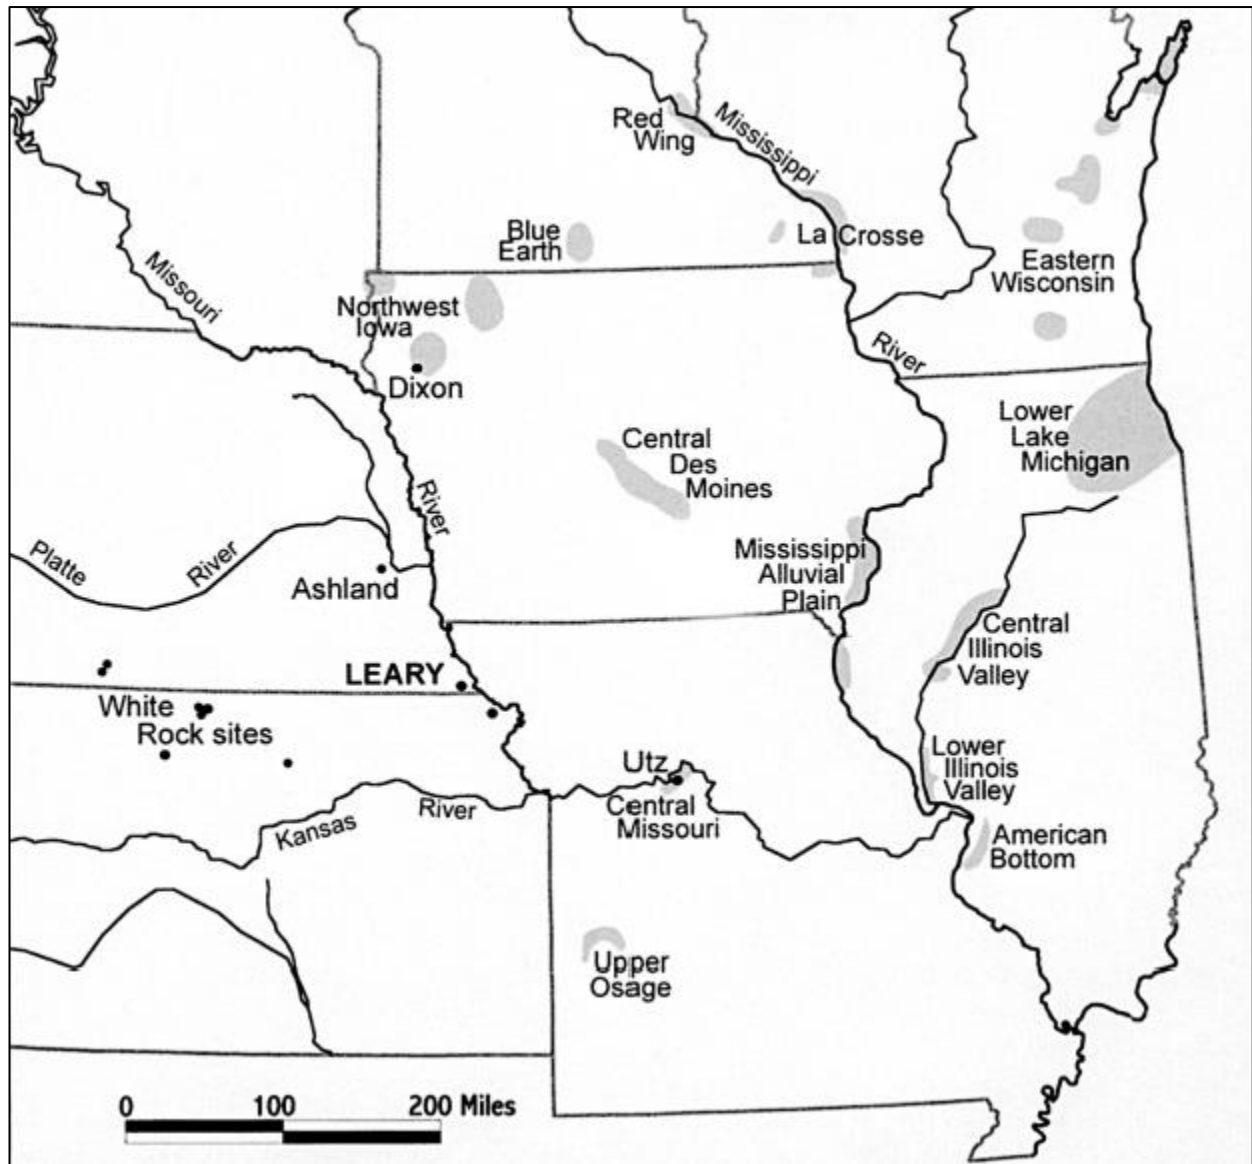 Red
Wing
Mississippi
Blue
Earth
La Crosse
Eastern
Wisconsin
Missouri
Northwest
Iowa
River
Dixon
Lower
Lake
Michigan
Central
Des
Moines
River
Platte
River
Mississippi
Alluvial
Plain
Ashland
Central
Illinois
Valley
LEARY
White
Rock sites
Utz
Lower
Illinois
Valley
Central
Missouri
Kansas
River
American
Bottom
Upper
Osage
0 100 200 Miles